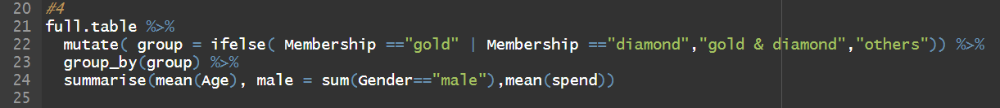 20 #4
21 full.table %>%
22 mutate( group = ifelse( Membership =="gold" | Membership =="diamond","gold & diamond","others")) %>%
23 group_by(group) %>%
24 summarise(mean(Age), male = sum(Gender=="male"),mean(spend))
25